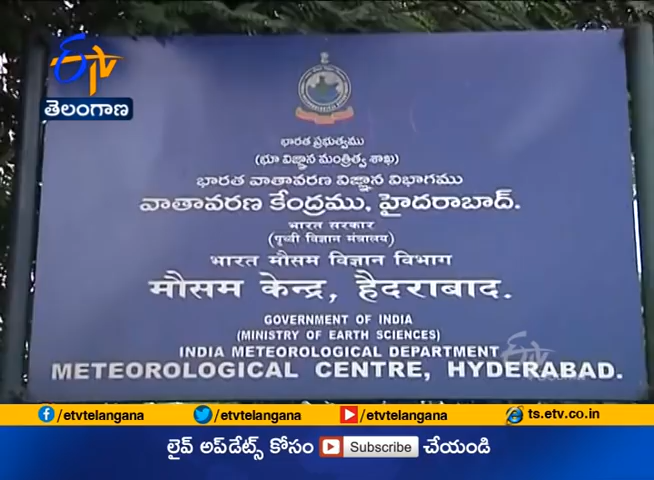 ETV
తెలంగాణ
భారత ప్రభుత్వము
(భూ విజ్ఞాన మంత్రిత్వ శాఖ)
భారత వాతావరణ విజ్ఞాన విభాగము
వాతావరణ కేంద్రము, హైదరాబాద్.
भारत सरकार
(पृथ्वी विज्ञान मंत्रालय)
भारत मौसम विज्ञान विभाग
मौसम केन्द्र, हैदराबाद.
GOVERNMENT OF INDIA
(MINISTRY OF EARTH SCIENCES)
INDIA METEOROLOGICAL DEPARTMENT
METEOROLOGICAL CENTRE, HYDERABAD.
/etvtelangana /etvtelangana /etvtelangana ts.etv.co.in
లైవ్ అప్‌డేట్స్ కోసం Subscribe చేయండి